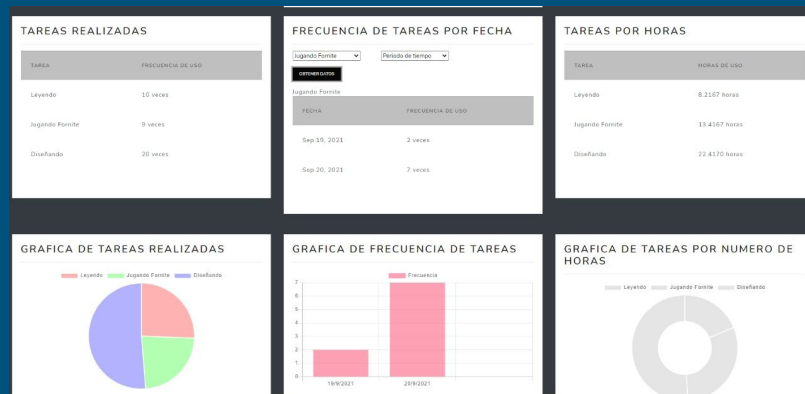 TAREAS REALIZADAS
TAREA FRECUENCIA DE USO
Leyendo 10 veces
Jugando Fornite 9 veces
Diseñando 20 veces
FRECUENCIA DE TAREAS POR FECHA
Jugando Fornite Periodo de tiempo
OBTENER DATOS
Jugando Fornite
FECHA FRECUENCIA DE USO
Sep 19, 2021 2 veces
Sep 20, 2021 7 veces
TAREAS POR HORAS
TAREA HORAS DE USO
Leyendo 8.2167 horas
Jugando Fornite 13.4167 horas
Diseñando 22.4170 horas
GRAFICA DE TAREAS REALIZADAS
Leyendo Jugando Fornite Diseñando
GRAFICA DE FRECUENCIA DE TAREAS
Frecuencia
7
6
5
4
3
2
1
0
19/9/2021 20/9/2021
GRAFICA DE TAREAS POR NUMERO DE
HORAS
Leyendo Jugando Fornite Diseñando